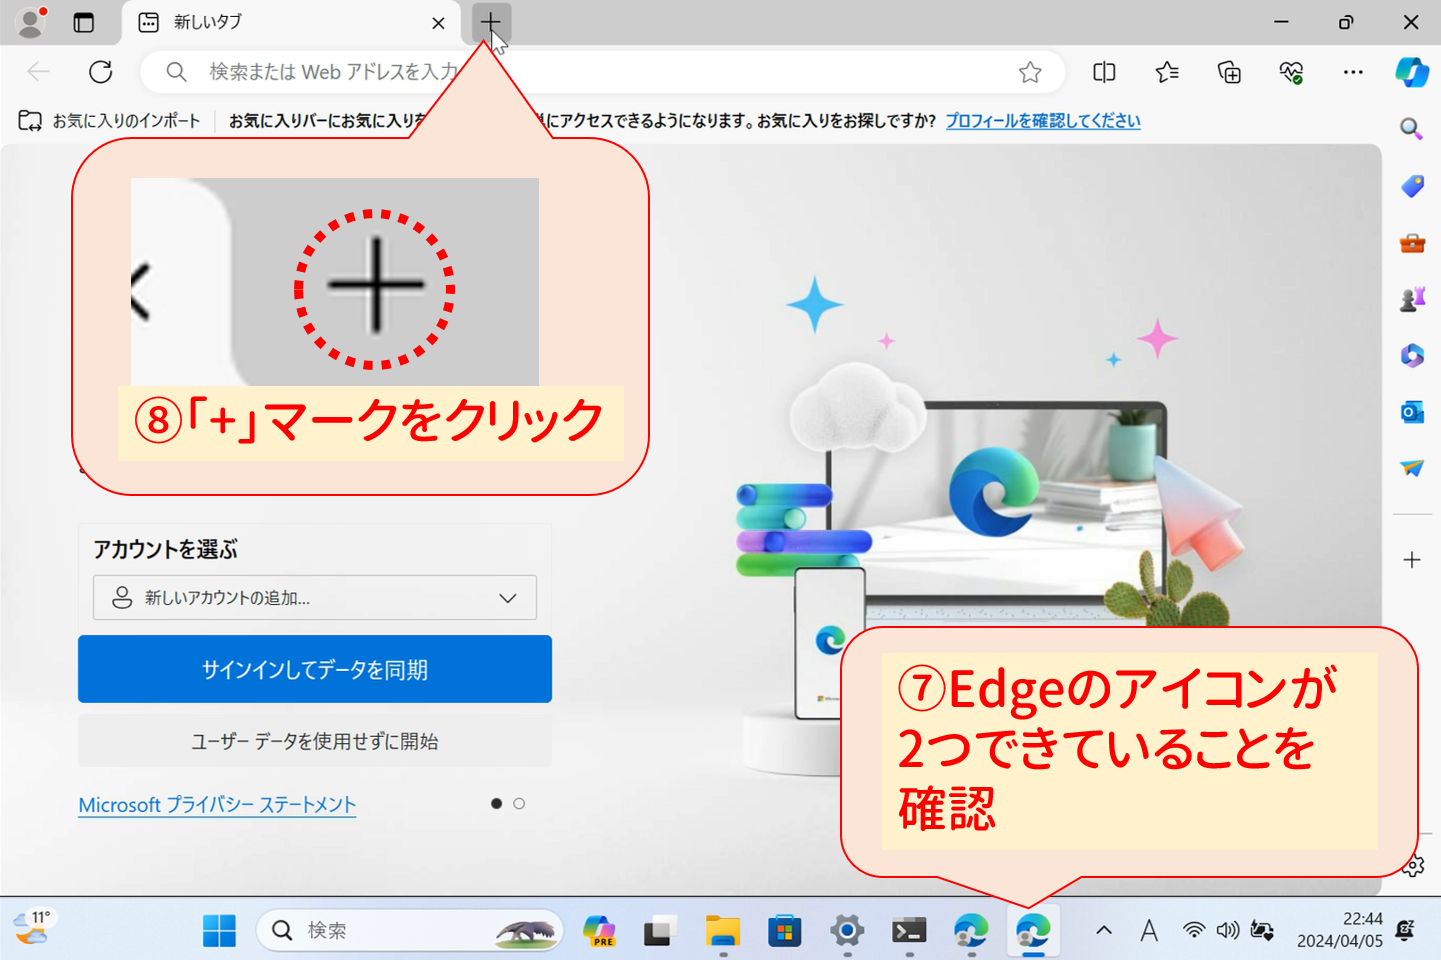 新しいタブ
検索または Web アドレスを入力
お気に入りのインポート
お気に入りバーにお気に入りを
にアクセスできるようになります。お気に入りをお探しですか?
プロフィールを確認してください
⑧「+」マークをクリック
アカウントを選ぶ
新しいアカウントの追加...
サインインしてデータを同期
ユーザー データを使用せずに開始
Microsoft プライバシー ステートメント
⑦Edgeのアイコンが
2つできていることを
確認
11°
検索
PRE
A
22:44
2024/04/05